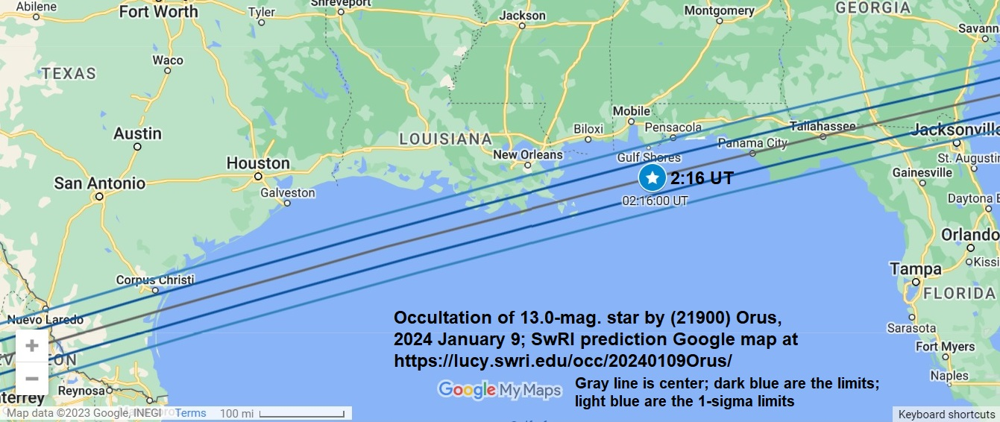 Abilene
Fort Worth
Tyler
Shreveport
Jackson
Montgomery
GEORGIA
Savann
Waco
TEXAS
Austin
LOUISIANA
Mobile
Biloxi
Pensacola
Tallahassee
Jacksonville
Panama City
Houston
New Orleans
Gulf Shores
St. Augustin
San Antonio
Galveston
2:16 UT
02:16:00 UT
Gainesville
Daytona B
Orlando
Kissi
Tampa
FLORIDA
Corpus Christi
Nuevo Laredo
Occultation of 13.0-mag. star by (21900) Orus,
2024 January 9; SwRI prediction Google map at
https://lucy.swri.edu/occ/20240109Orus/
Sarasota
Fort Myers
Naples
+
−
EV
EON
Reynosa
nterrey
Google My Maps
Gray line is center; dark blue are the limits;
light blue are the 1-sigma limits
Map data ©2023 Google, INEGI
Terms
100 mi
Keyboard shortcuts